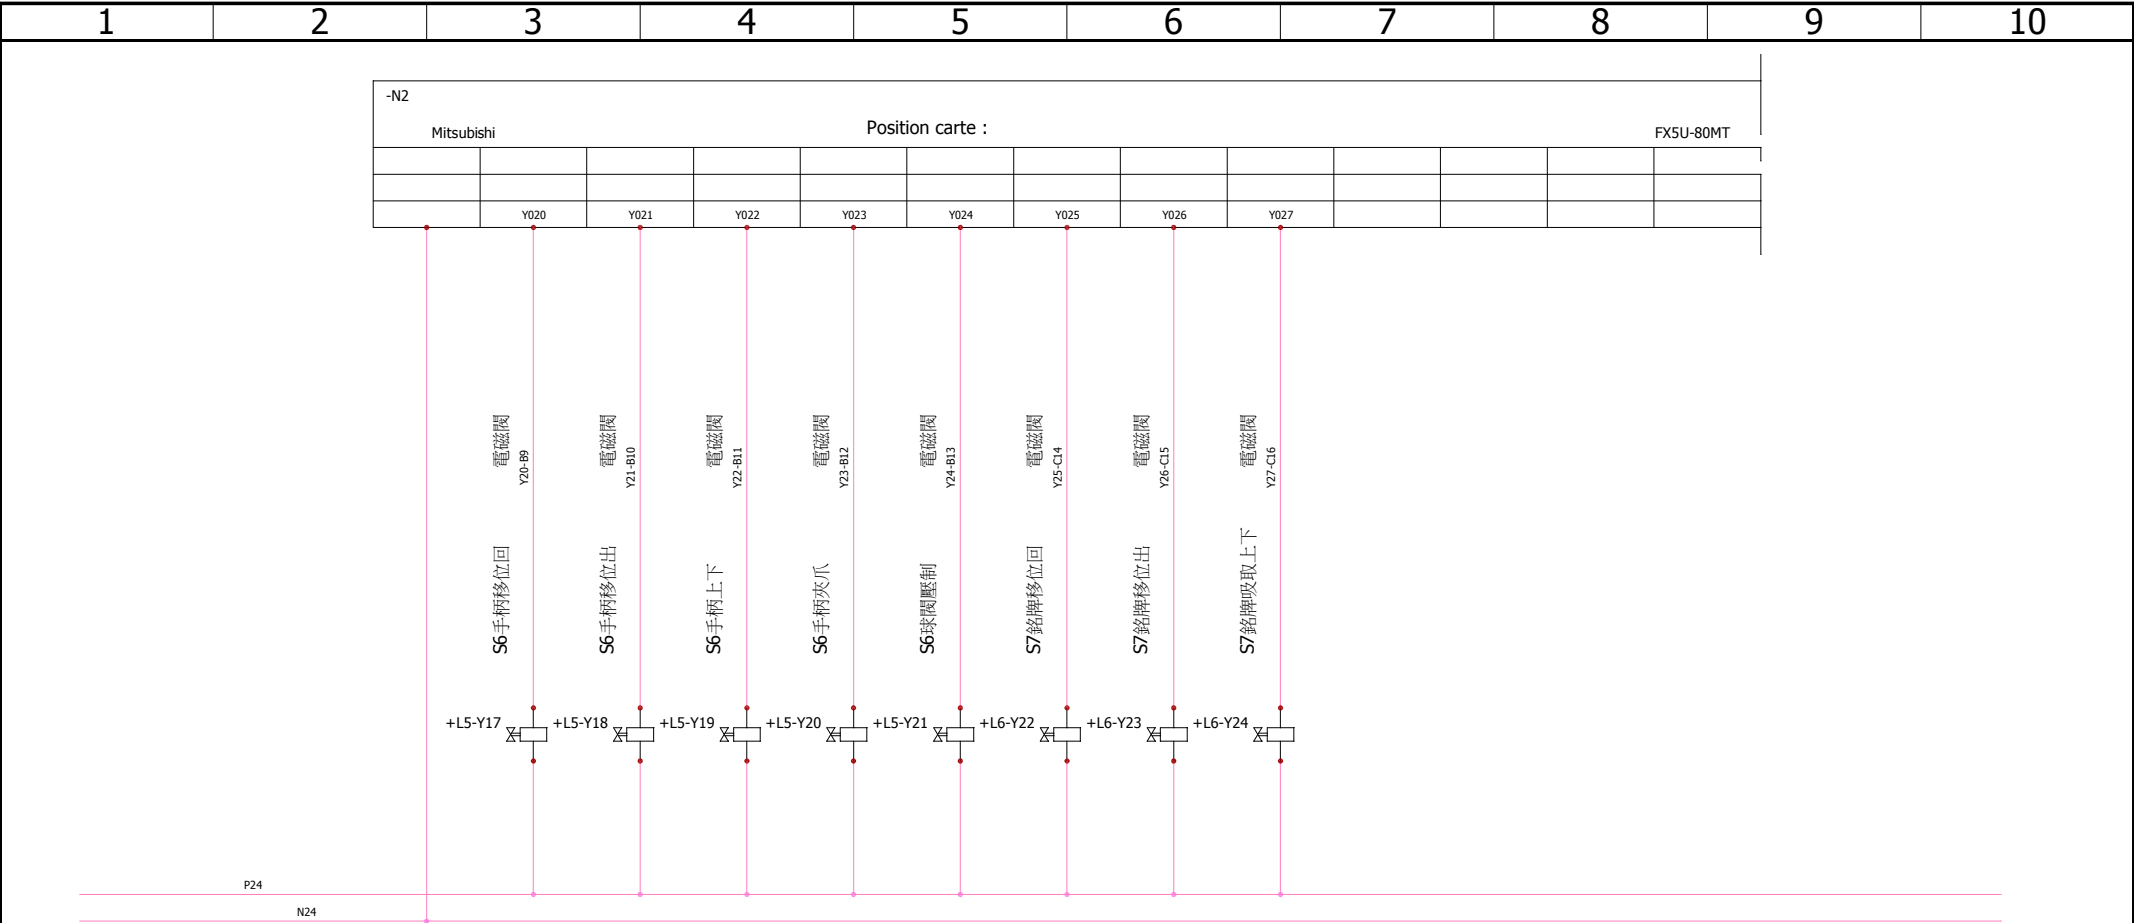 1 2 3 4 5 6 7 8 9 10
-N2
Mitsubishi Position carte : FX5U-80MT
Y020 Y021 Y022 Y023 Y024 Y025 Y026 Y027
電磁閥 電磁閥 電磁閥 電磁閥 電磁閥 電磁閥 電磁閥 電磁閥
Y20-B9 Y21-B10 Y22-B11 Y23-B12 Y24-B13 Y25-C14 Y26-C15 Y27-C16
S6手柄移位回 S6手柄移位出 S6手柄上下 S6手柄夾爪 S6球閥壓制 S7銘牌移位回 S7銘牌移位出 S7銘牌吸取上下
+L5-Y17 +L5-Y18 +L5-Y19 +L5-Y20 +L5-Y21 +L6-Y22 +L6-Y23 +L6-Y24
P24
N24